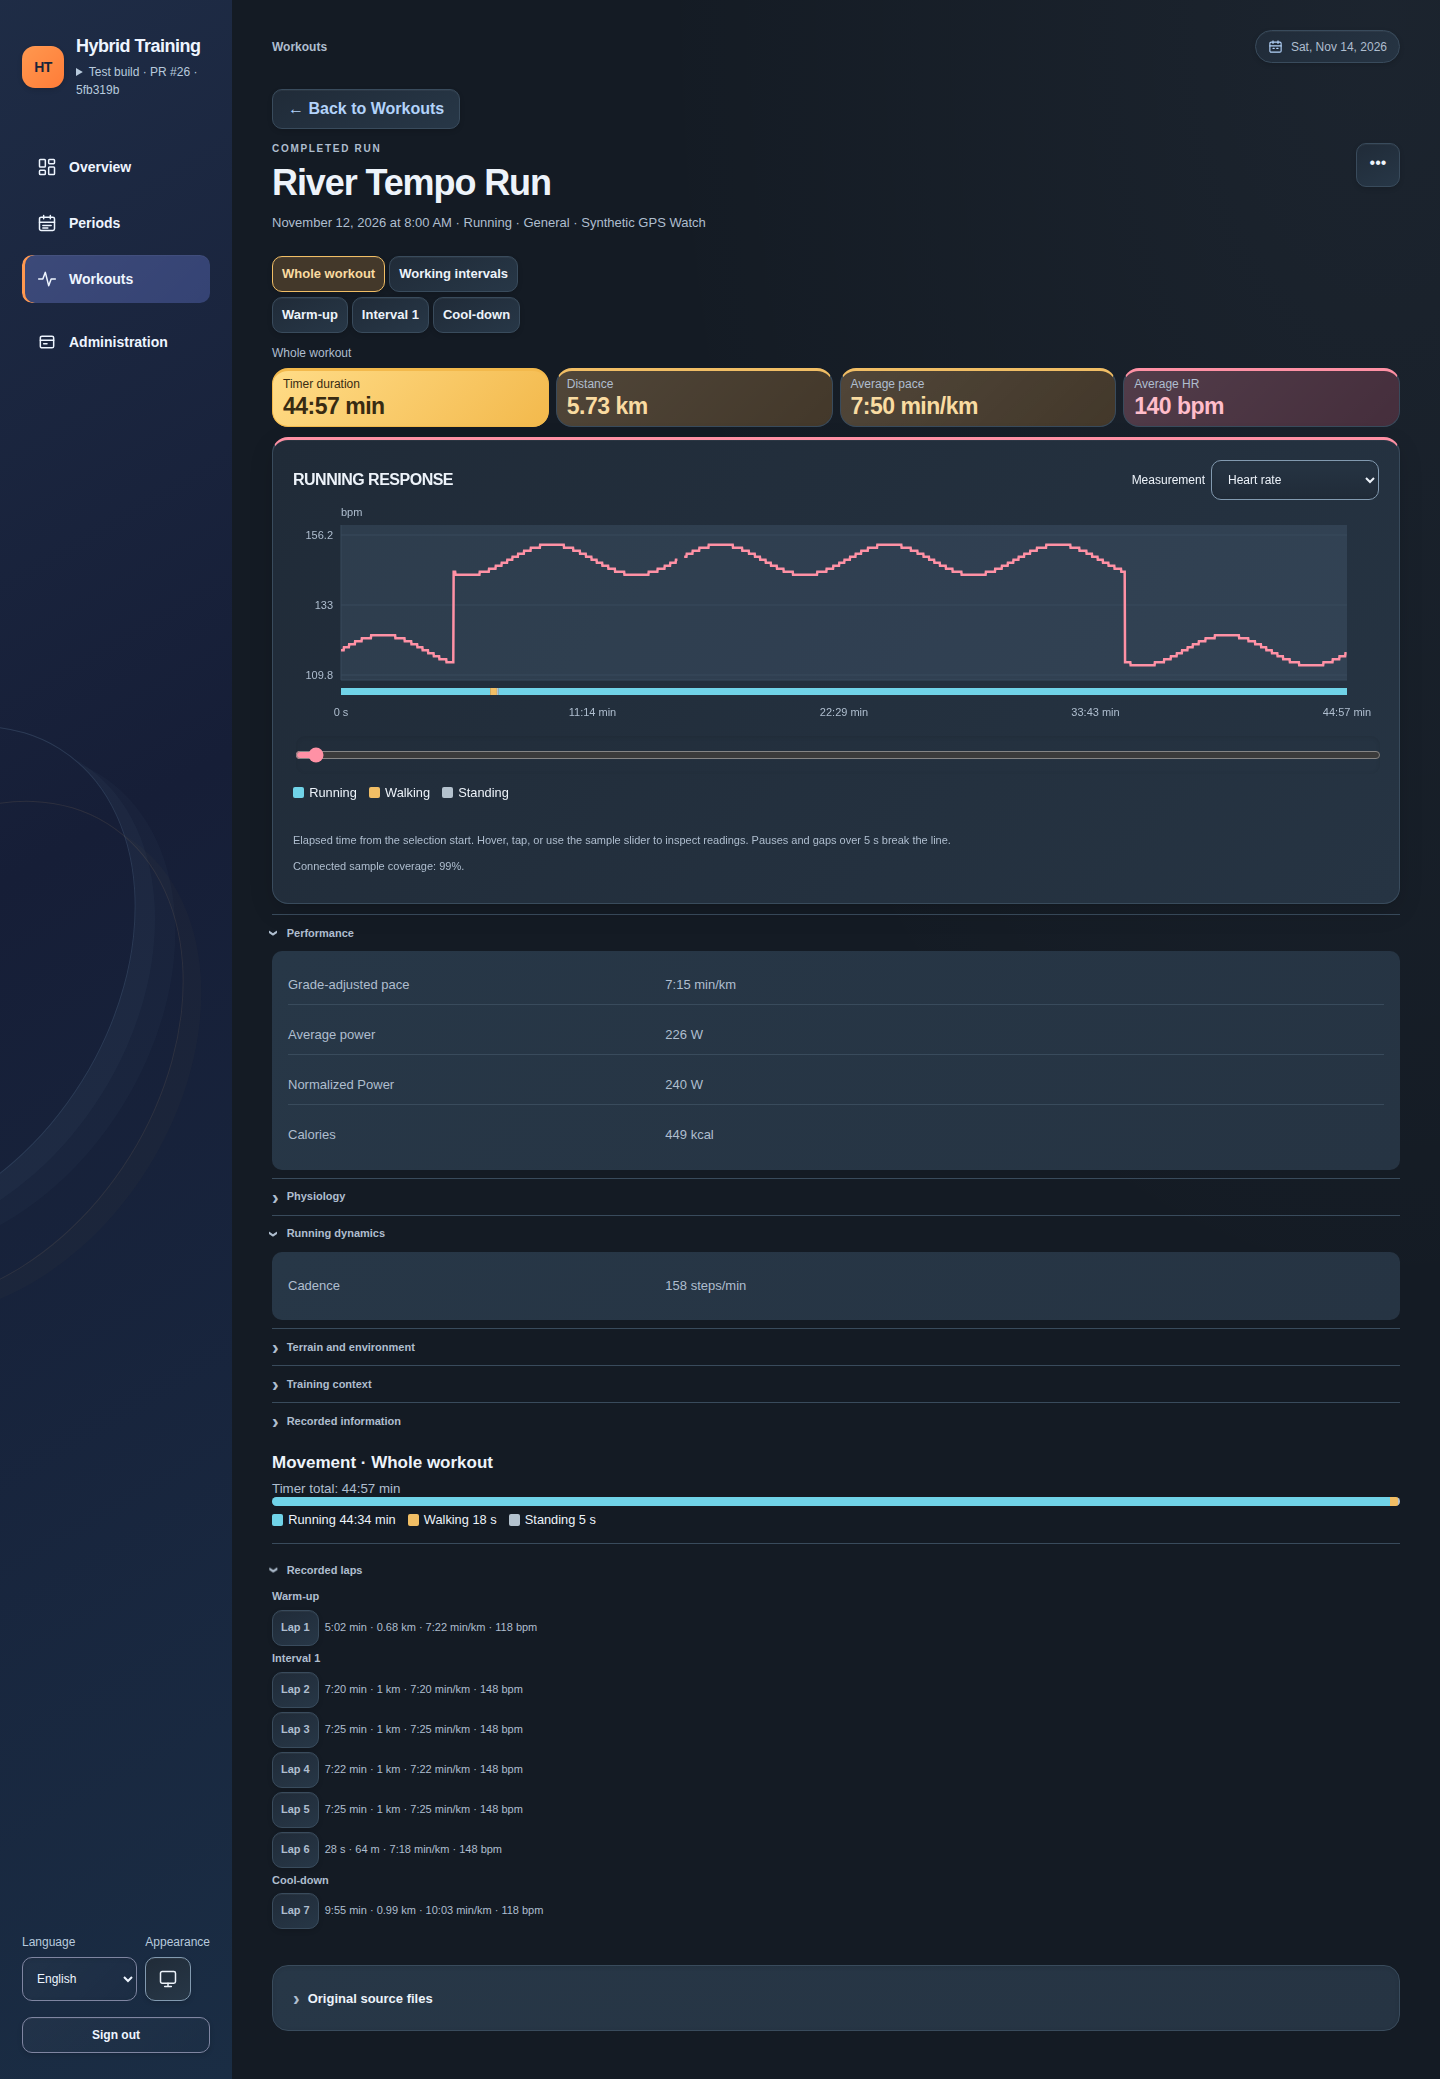 HT
Hybrid Training
Test build · PR #26 ·
5fb319b
Overview
Periods
Workouts
Administration
Language
Appearance
English
Sign out
Workouts
Sat, Nov 14, 2026
← Back to Workouts
COMPLETED RUN
River Tempo Run
•••
November 12, 2026 at 8:00 AM · Running · General · Synthetic GPS Watch
Whole workout
Working intervals
Warm-up
Interval 1
Cool-down
Whole workout
Timer duration
44:57 min
Distance
5.73 km
Average pace
7:50 min/km
Average HR
140 bpm
RUNNING RESPONSE
Measurement
Heart rate
bpm
156.2
133
109.8
0 s
11:14 min
22:29 min
33:43 min
44:57 min
Running
Walking
Standing
Elapsed time from the selection start. Hover, tap, or use the sample slider to inspect readings. Pauses and gaps over 5 s break the line.
Connected sample coverage: 99%.
Performance
Grade-adjusted pace
7:15 min/km
Average power
226 W
Normalized Power
240 W
Calories
449 kcal
Physiology
Running dynamics
Cadence
158 steps/min
Terrain and environment
Training context
Recorded information
Movement · Whole workout
Timer total: 44:57 min
Running 44:34 min
Walking 18 s
Standing 5 s
Recorded laps
Warm-up
Lap 1 5:02 min · 0.68 km · 7:22 min/km · 118 bpm
Interval 1
Lap 2 7:20 min · 1 km · 7:20 min/km · 148 bpm
Lap 3 7:25 min · 1 km · 7:25 min/km · 148 bpm
Lap 4 7:22 min · 1 km · 7:22 min/km · 148 bpm
Lap 5 7:25 min · 1 km · 7:25 min/km · 148 bpm
Lap 6 28 s · 64 m · 7:18 min/km · 148 bpm
Cool-down
Lap 7 9:55 min · 0.99 km · 10:03 min/km · 118 bpm
Original source files